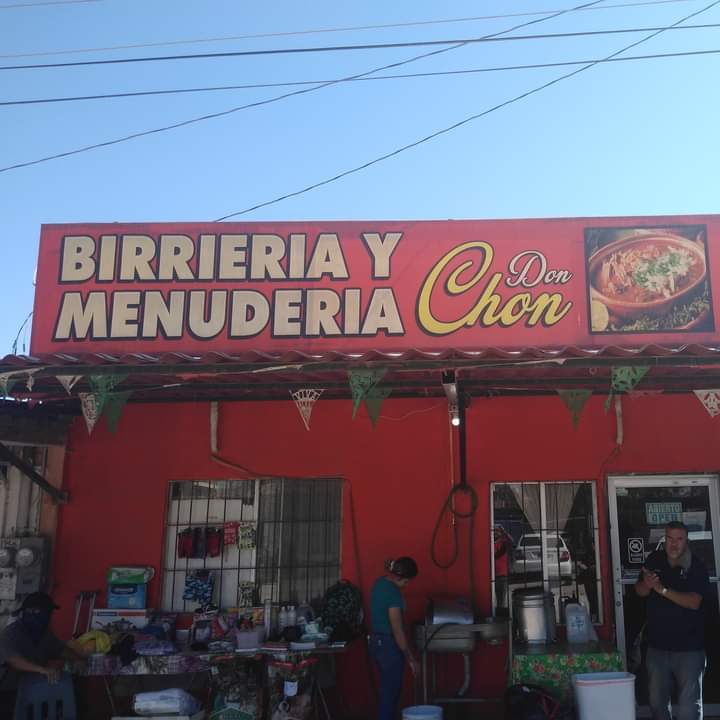 BIRRIERIA Y
MENUDERIA
Don
Chon
ABIERTO
OPEN